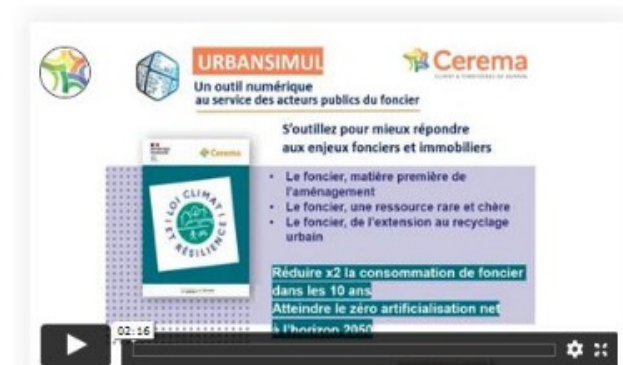 URBANSIMUL
Cerema
Un outil numérique
au service des acteurs publics du foncier
S'outillez pour mieux répondre
aux enjeux fonciers et immobiliers
Cerema
LOI CLIMAT
ET RÉSILIENCE
• Le foncier, matière première de
l'aménagement
• Le foncier, une ressource rare et chère
• Le foncier, de l'extension au recyclage
urbain
Réduire x2 la consommation de foncier
dans les 10 ans
Atteindre le zéro artificialisation net
à l'horizon 2050
02:16